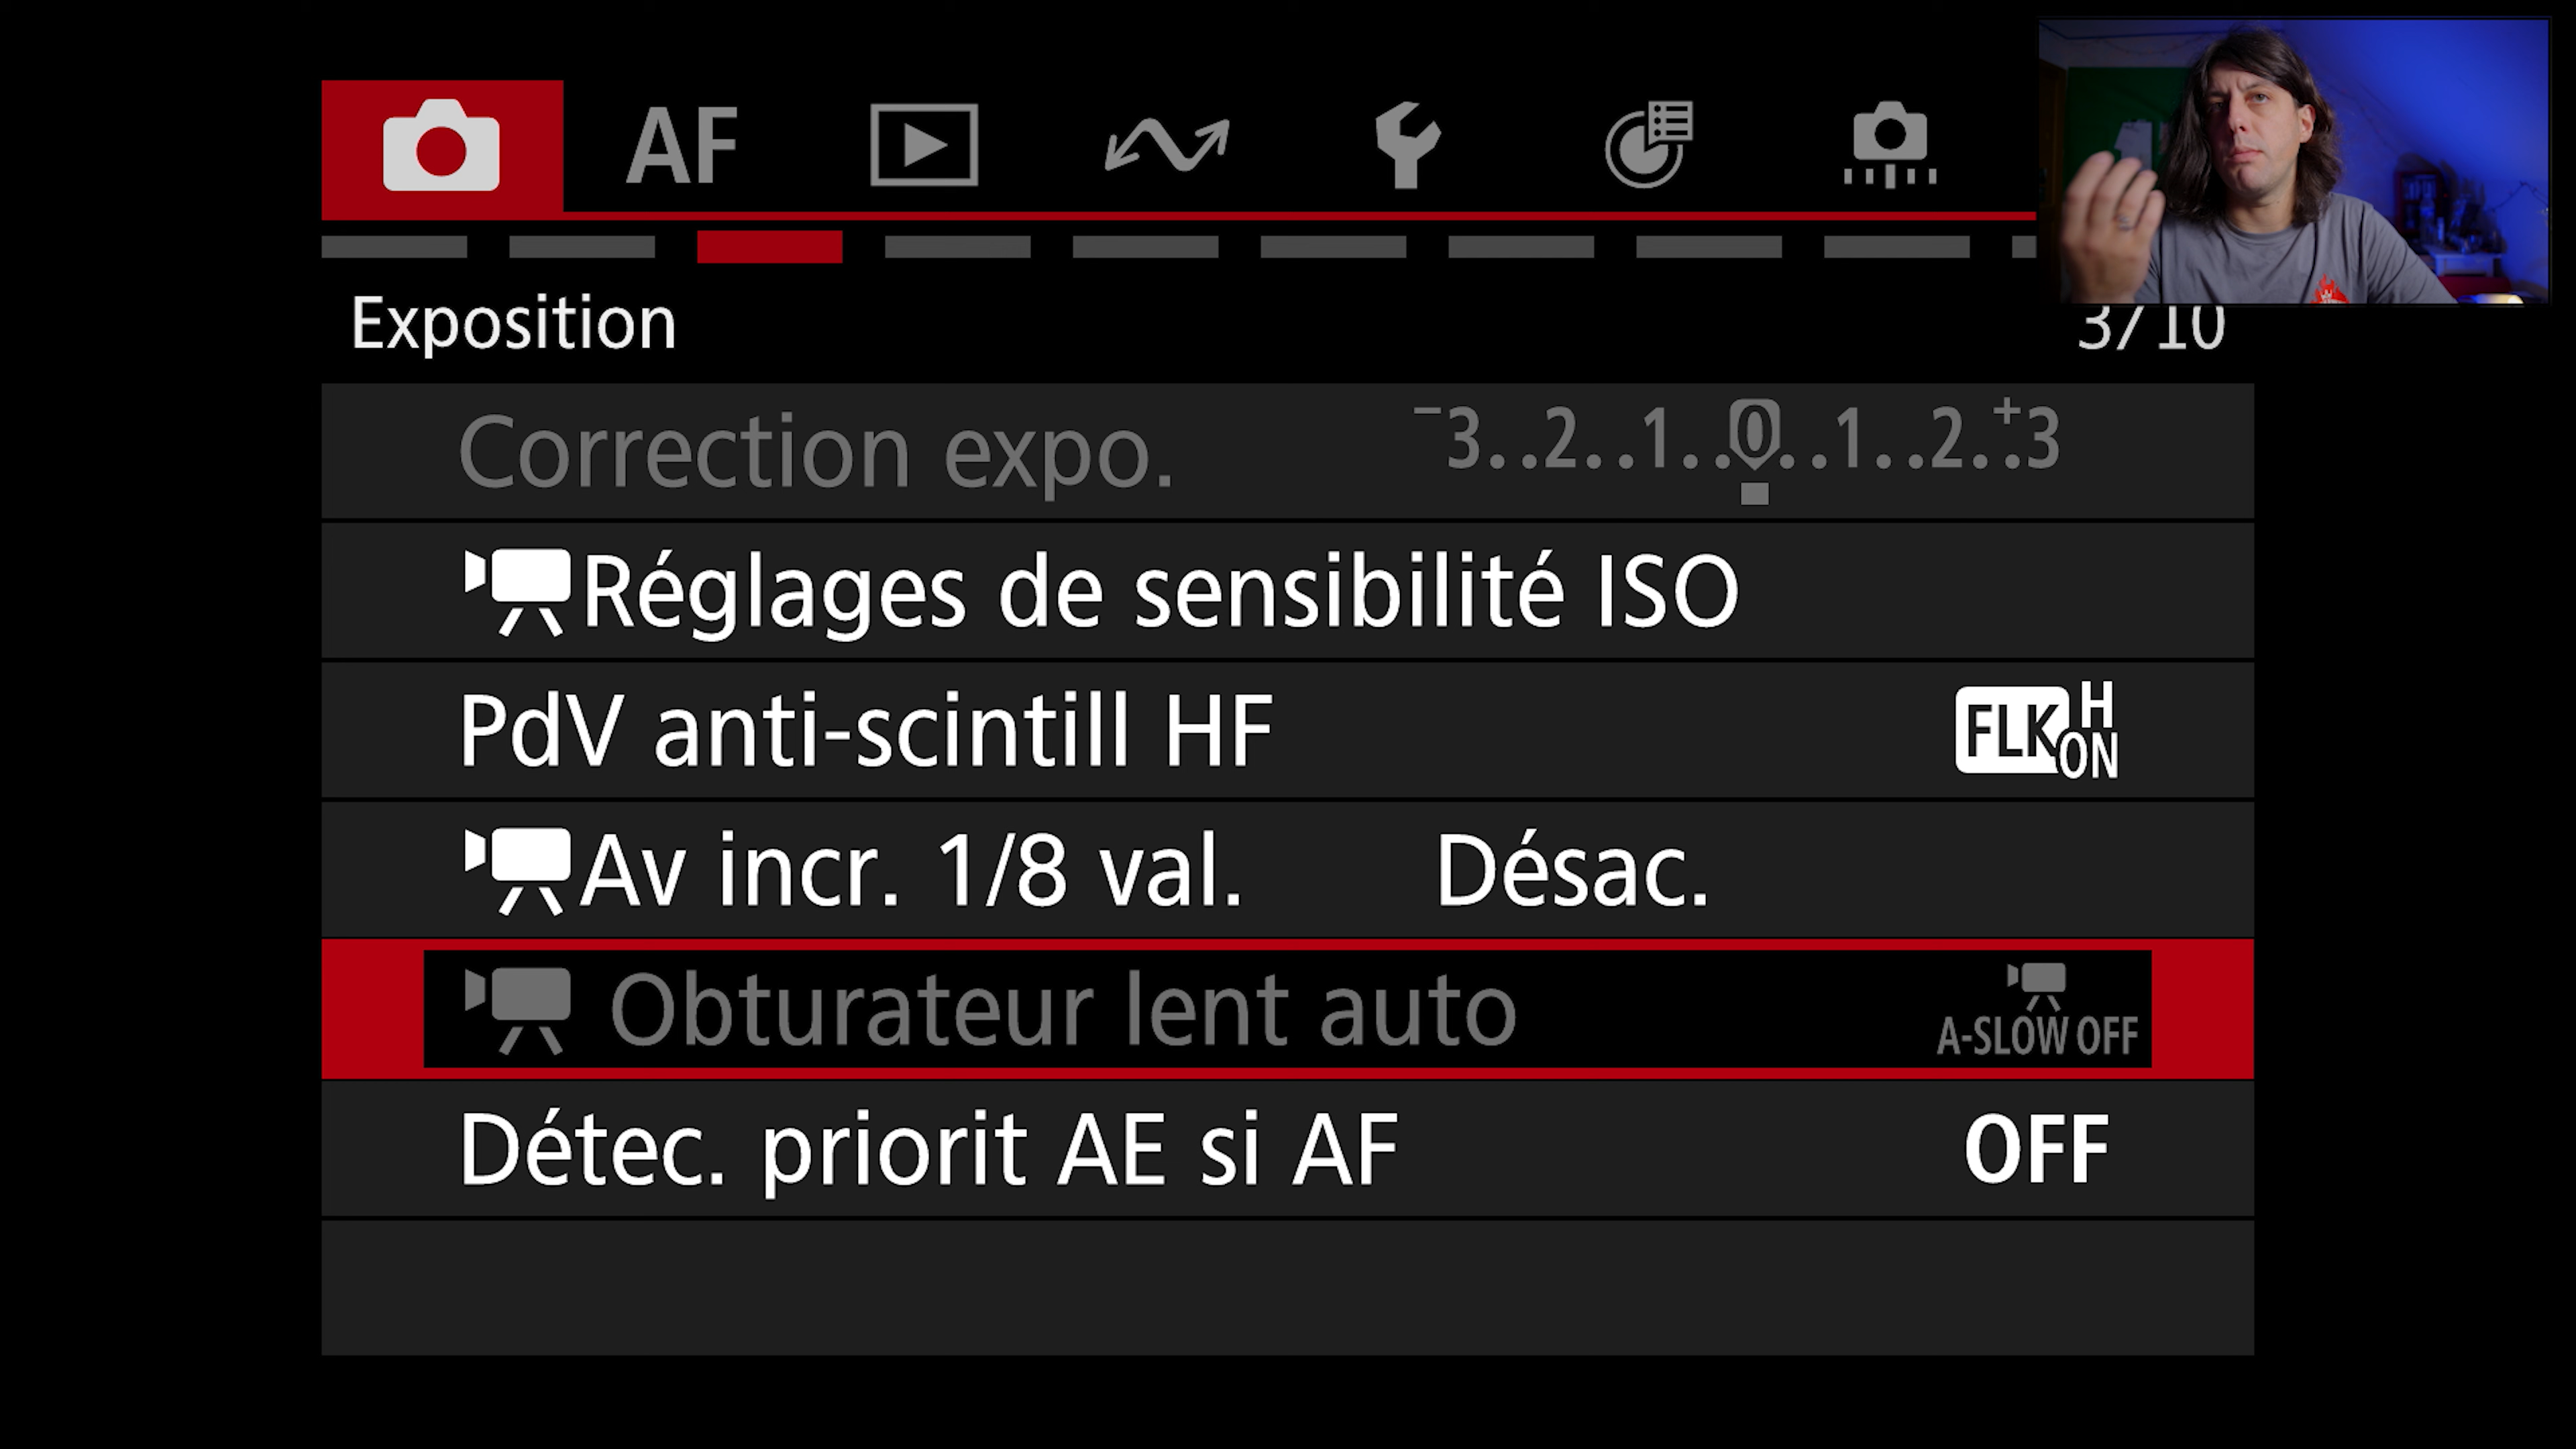 AF
Exposition
3/10
Correction expo. -3..2..1..0..1..2..+3
Réglages de sensibilité ISO
PdV anti-scintill HF FLK H ON
Av incr. 1/8 val. Désac.
Obturateur lent auto A-SLOW OFF
Détec. priorit AE si AF OFF